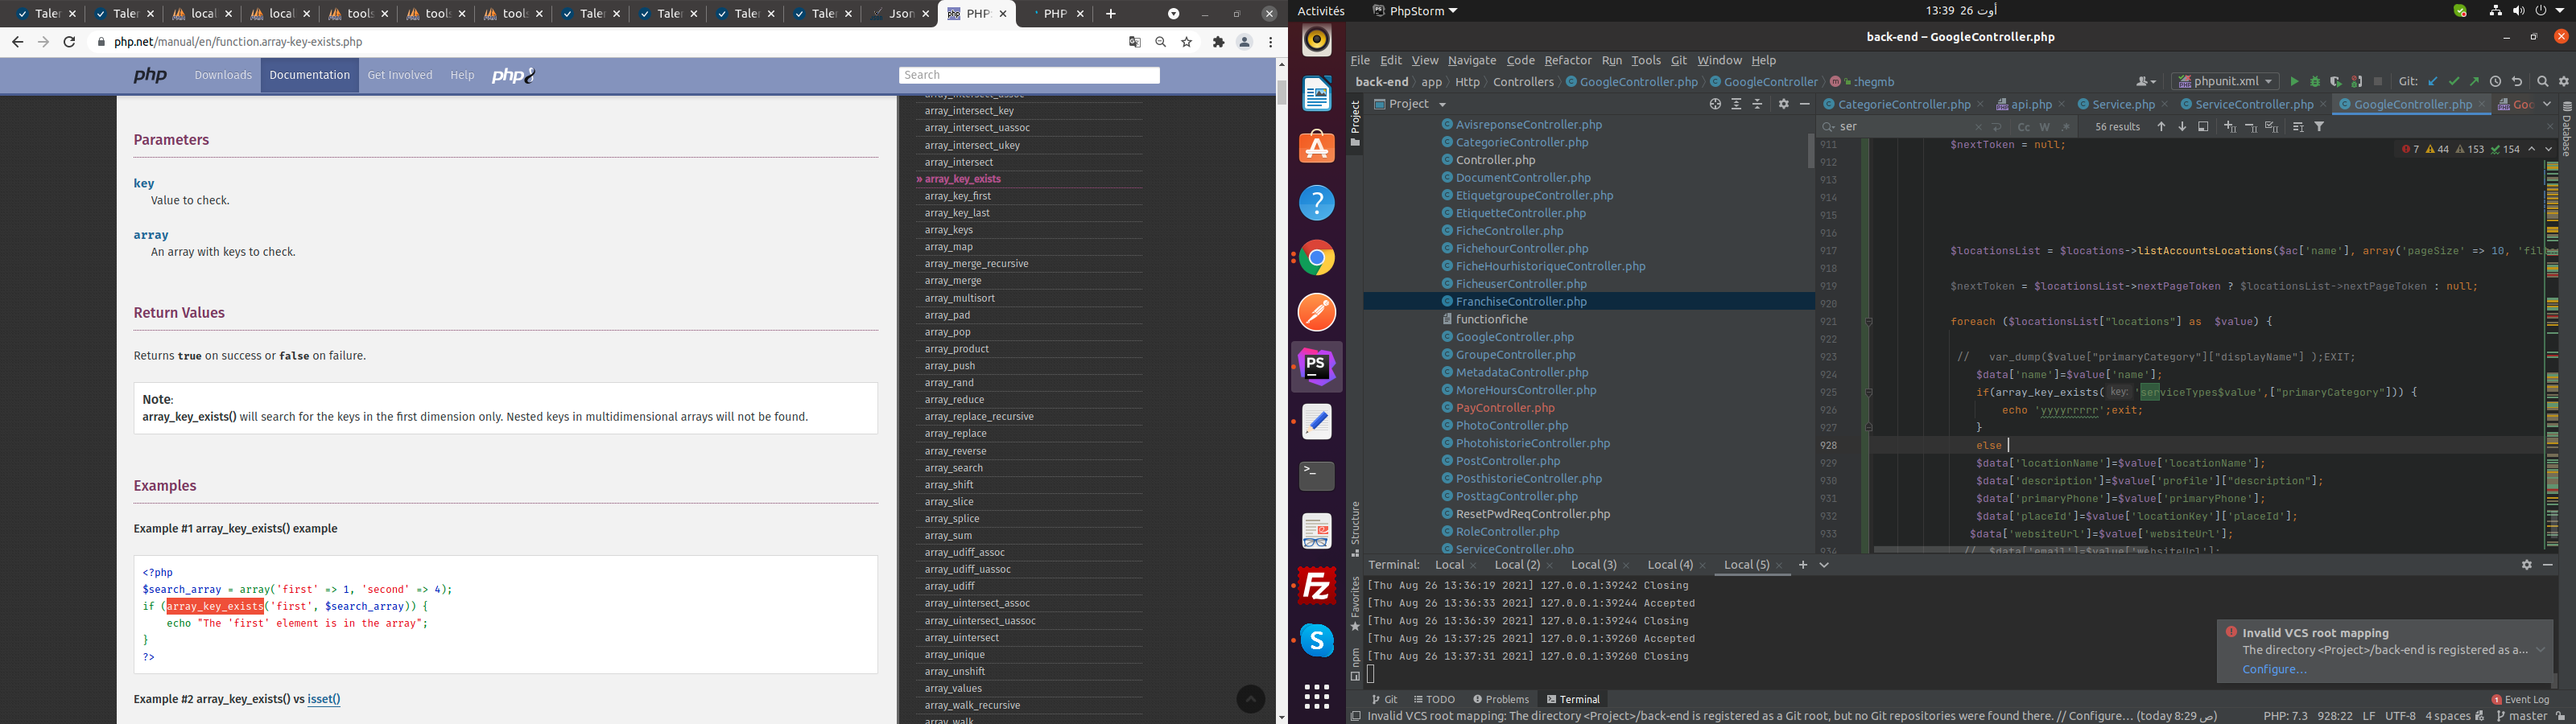 Taler
Taler
local
local
tools
tools
tools
Taler
Taler
Taler
Taler
Json
PHP:
PHP
php.net/manual/en/function.array-key-exists.php
php
Downloads
Documentation
Get Involved
Help
php8
Search
Parameters
key
Value to check.
array
An array with keys to check.
Return Values
Returns true on success or false on failure.
Note:
array_key_exists() will search for the keys in the first dimension only. Nested keys in multidimensional arrays will not be found.
Examples
Example #1 array_key_exists() example
<?php
$search_array = array('first' => 1, 'second' => 4);
if (array_key_exists('first', $search_array)) {
    echo "The 'first' element is in the array";
}
?>
Example #2 array_key_exists() vs isset()
array_intersect_assoc
array_intersect_key
array_intersect_uassoc
array_intersect_ukey
array_intersect
» array_key_exists
array_key_first
array_key_last
array_keys
array_map
array_merge_recursive
array_merge
array_multisort
array_pad
array_pop
array_product
array_push
array_rand
array_reduce
array_replace_recursive
array_replace
array_reverse
array_search
array_shift
array_slice
array_splice
array_sum
array_udiff_assoc
array_udiff_uassoc
array_udiff
array_uintersect_assoc
array_uintersect_uassoc
array_uintersect
array_unique
array_unshift
array_values
array_walk_recursive
array_walk
Activités
PhpStorm
13:39 26 أوت
back-end – GoogleController.php
File Edit View Navigate Code Refactor Run Tools Git Window Help
back-end
app
Http
Controllers
GoogleController.php
GoogleController
:hegmb
phpunit.xml
Git:
Project
Project
CategorieController.php
api.php
Service.php
ServiceController.php
GoogleController.php
Goo
Database
ser
Cc W .*
56 results
7 44 153 154
AvisreponseController.php
CategorieController.php
Controller.php
DocumentController.php
EtiquetgroupeController.php
EtiquetteController.php
FicheController.php
FichehourController.php
FicheHourhistoriqueController.php
FicheuserController.php
FranchiseController.php
functionfiche
GoogleController.php
GroupeController.php
MetadataController.php
MoreHoursController.php
PayController.php
PhotoController.php
PhotohistorieController.php
PostController.php
PosthistorieController.php
PosttagController.php
ResetPwdReqController.php
RoleController.php
ServiceController.php
911 $nextToken = null;
912
913
914
915
916
917 $locationsList = $locations->listAccountsLocations($ac['name'], array('pageSize' => 10, 'fil
918
919 $nextToken = $locationsList->nextPageToken ? $locationsList->nextPageToken : null;
920
921 foreach ($locationsList["locations"] as $value) {
922
923 // var_dump($value["primaryCategory"]["displayName"] );EXIT;
924 $data['name']=$value['name'];
925 if(array_key_exists( key: 'serviceTypes$value',["primaryCategory"])) {
926 echo 'yyyyrrrrr';exit;
927 }
928 else
929 $data['locationName']=$value['locationName'];
930 $data['description']=$value['profile']["description"];
931 $data['primaryPhone']=$value['primaryPhone'];
932 $data['placeId']=$value['locationKey']['placeId'];
933 $data['websiteUrl']=$value['websiteUrl'];
934 // $data['email']=$value['websiteUrl'];
Structure
Favorites
npm
Terminal: Local Local (2) Local (3) Local (4) Local (5)
[Thu Aug 26 13:36:19 2021] 127.0.0.1:39242 Closing
[Thu Aug 26 13:36:33 2021] 127.0.0.1:39244 Accepted
[Thu Aug 26 13:36:39 2021] 127.0.0.1:39244 Closing
[Thu Aug 26 13:37:25 2021] 127.0.0.1:39260 Accepted
[Thu Aug 26 13:37:31 2021] 127.0.0.1:39260 Closing
Invalid VCS root mapping
The directory <Project>/back-end is registered as a...
Configure...
Git
TODO
Problems
Terminal
1 Event Log
Invalid VCS root mapping: The directory <Project>/back-end is registered as a Git root, but no Git repositories were found there. // Configure... (today 8:29 ص)
PHP: 7.3 928:22 LF UTF-8 4 spaces master